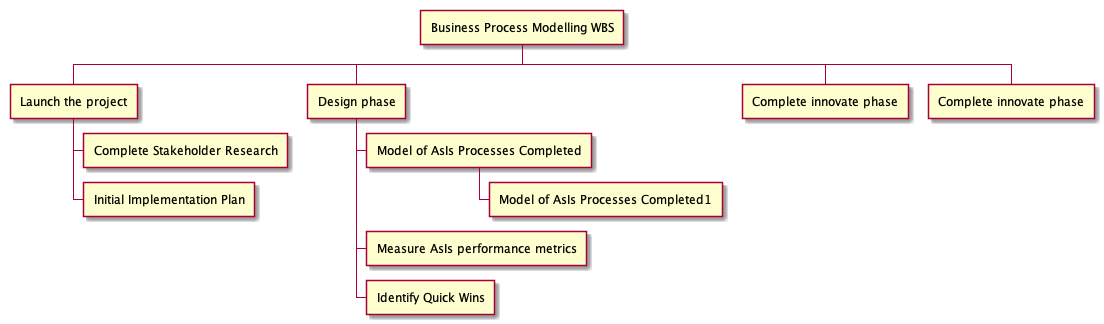 Business Process Modelling WBS
Launch the project
Design phase
Complete innovate phase
Complete innovate phase
Complete Stakeholder Research
Model of AsIs Processes Completed
Initial Implementation Plan
Model of AsIs Processes Completed1
Measure AsIs performance metrics
Identify Quick Wins